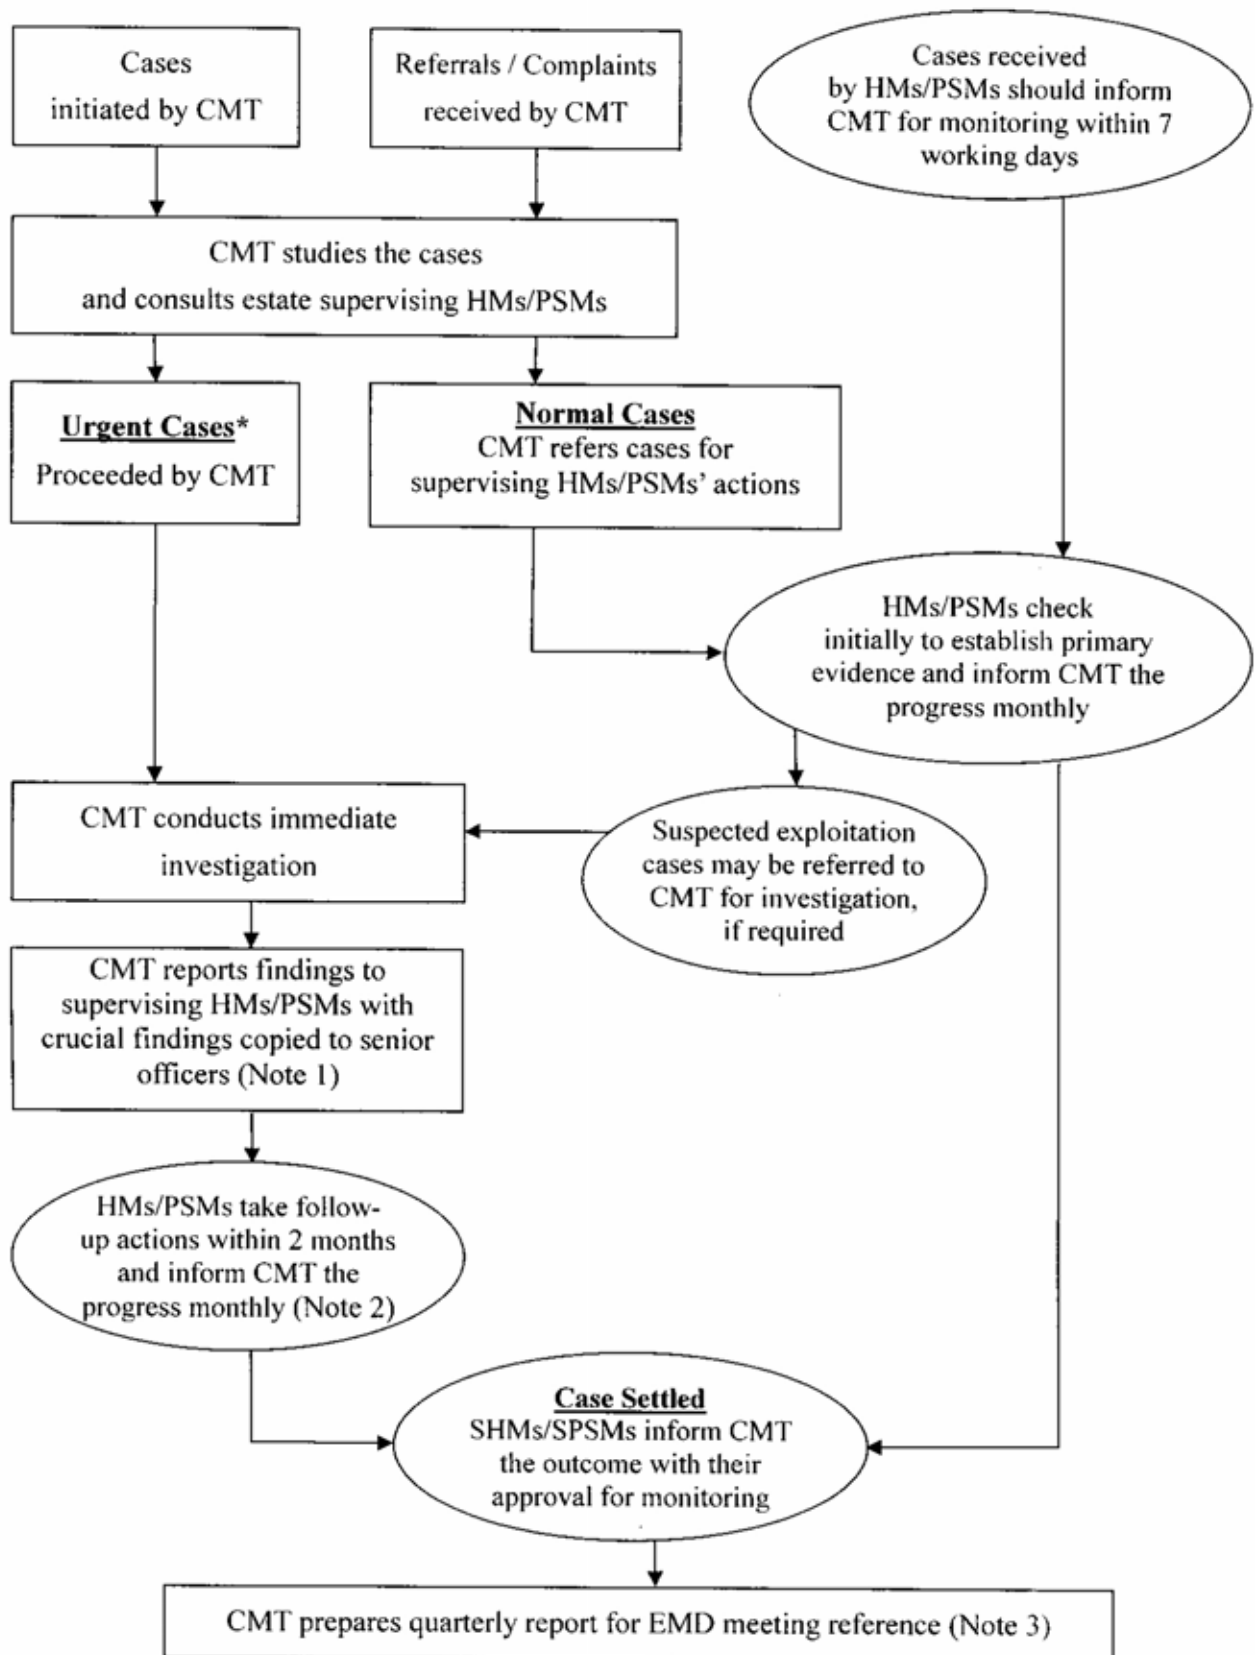 Cases
initiated by CMT
Referrals / Complaints
received by CMT
Cases received
by HMs/PSMs should inform
CMT for monitoring within 7
working days
CMT studies the cases
and consults estate supervising HMs/PSMs
Urgent Cases*
Proceeded by CMT
Normal Cases
CMT refers cases for
supervising HMs/PSMs’ actions
HMs/PSMs check
initially to establish primary
evidence and inform CMT the
progress monthly
CMT conducts immediate
investigation
Suspected exploitation
cases may be referred to
CMT for investigation,
if required
CMT reports findings to
supervising HMs/PSMs with
crucial findings copied to senior
officers (Note 1)
HMs/PSMs take follow-
up actions within 2 months
and inform CMT the
progress monthly (Note 2)
Case Settled
SHMs/SPSMs inform CMT
the outcome with their
approval for monitoring
CMT prepares quarterly report for EMD meeting reference (Note 3)